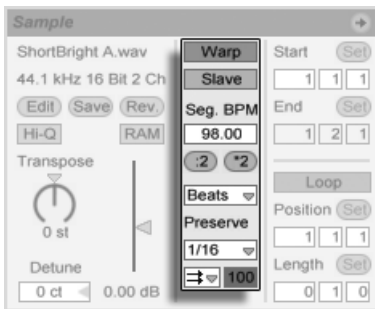 Sample
ShortBright A.wav
44.1 kHz 16 Bit 2 Ch
Edit Save Rev.
Hi-Q RAM
Transpose
0 st
Detune
0 ct 0.00 dB
Warp
Slave
Seg. BPM
98.00
:2 *2
Beats
Preserve
1/16
100
Start Set
1 1 1
End Set
1 2 1
Loop
Position Set
1 1 1
Length Set
0 1 0